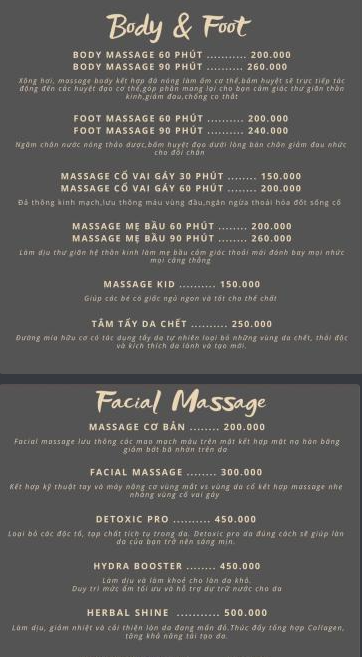 Body & Foot
BODY MASSAGE 60 PHÚT ........... 200.000
BODY MASSAGE 90 PHÚT .......... 260.000
Xông hơi, massage body kết hợp đá nóng làm ấm cơ thể,bấm huyệt sẽ trực tiếp tác
động đến các huyệt đạo cơ thể,góp phần mang lại cho bạn cảm giác thư giãn thần
kinh,giảm đau,chống co thắt
FOOT MASSAGE 60 PHÚT ........ 200.000
FOOT MASSAGE 90 PHÚT ........ 240.000
Ngâm chân nước nóng thảo dược,bấm huyệt dưới lòng bàn chân giảm đau nhức
cho đôi chân
MASSAGE CỔ VAI GÁY 30 PHÚT ........ 150.000
MASSAGE CỔ VAI GÁY 60 PHÚT ........ 200.000
Đả thông kinh mạch,lưu thông máu vùng đầu,ngăn ngừa thoái hóa đốt sống cổ
MASSAGE MẸ BẦU 60 PHÚT ........ 200.000
MASSAGE MẸ BẦU 90 PHÚT ........ 260.000
Làm dịu thư giãn hệ thần kinh làm mẹ bầu cảm giác thoải mái đánh bay mọi nhức
mỏi căng thẳng
MASSAGE KID .......... 150.000
Giúp các bé có giấc ngủ ngon và tốt cho thể chất
TẮM TẨY DA CHẾT .......... 250.000
Đường mía hữu cơ có tác dụng tẩy da tự nhiên loại bỏ những vùng da chết, thải độc
và kích thích da lành và tạo mới.
Facial Massage
MASSAGE CƠ BẢN ........ 200.000
Facial massage lưu thông các mao mạch máu trên mặt kết hợp mặt nạ hàn băng
giảm bớt bã nhờn trên da
FACIAL MASSAGE ........ 300.000
Kết hợp kỹ thuật tay và máy nâng cơ vùng mắt vs vùng da cổ kết hợp massage nhẹ
nhàng vùng cổ vai gáy
DETOXIC PRO .......... 450.000
Loại bỏ các độc tố, tạp chất tích tụ trong da. Detoxic pro da đúng cách sẽ giúp làn
da của bạn trở nên sáng mịn.
HYDRA BOOSTER ........ 450.000
Làm dịu và làm khoẻ cho làn da khô.
Duy trì mức ẩm tối ưu và hỗ trợ dự trữ nước cho da
HERBAL SHINE ........... 500.000
Làm dịu, giảm nhiệt và cải thiện làn da đang mẩn đỏ.Thúc đẩy tổng hợp Collagen,
tăng khả năng tái tạo da.